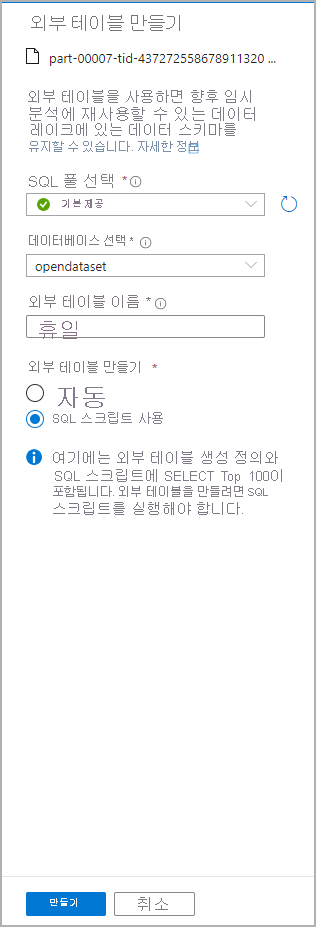 외부 테이블 만들기
part-00007-tid-437272558678911320 ...
외부 테이블을 사용하면 향후 임시
분석에 재사용할 수 있는 데이터
레이크에 있는 데이터 스키마를
유지할 수 있습니다. 자세한 정보
SQL 풀 선택 *
기본 제공
데이터베이스 선택 *
opendataset
외부 테이블 이름 *
휴일
외부 테이블 만들기 *
자동
SQL 스크립트 사용
여기에는 외부 테이블 생성 정의와
SQL 스크립트에 SELECT Top 100이
포함됩니다. 외부 테이블을 만들려면 SQL
스크립트를 실행해야 합니다.
만들기
취소